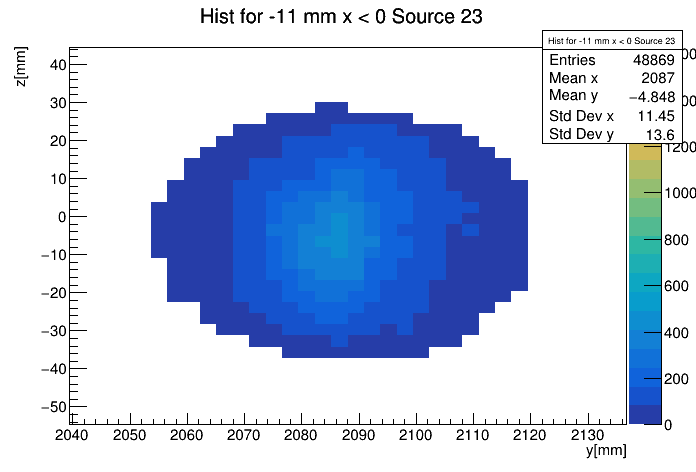 Hist for -11 mm x < 0 Source 23
Hist for -11 mm x < 0 Source 23
Entries 48869
Mean x 2087
Mean y −4.848
Std Dev x 11.45
Std Dev y 13.6
z[mm]
40
30
20
10
0
−10
−20
−30
−40
−50
2040 2050 2060 2070 2080 2090 2100 2110 2120 2130
y[mm]
1200
1000
800
600
400
200
0